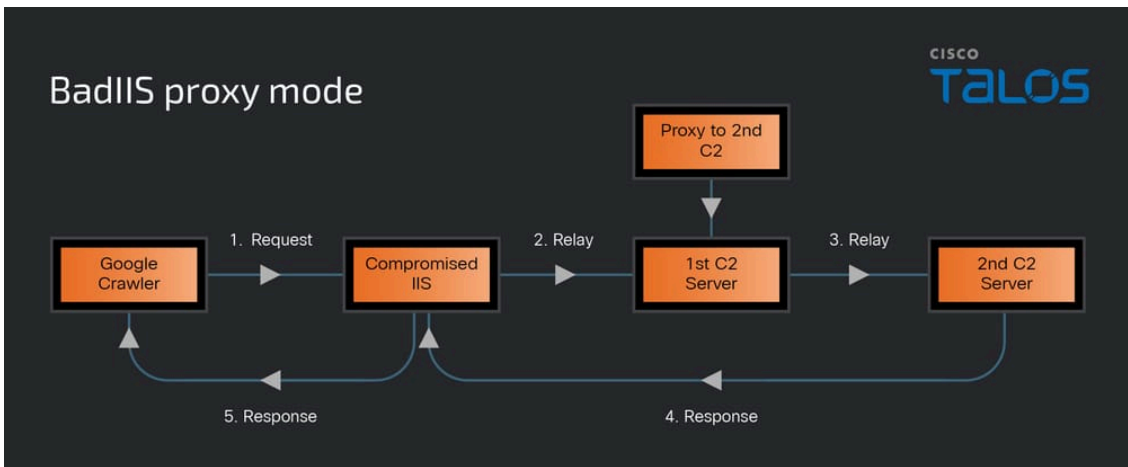 CISCO
TALOS
BadIIS proxy mode
Proxy to 2nd
C2
1. Request
2. Relay
3. Relay
Google
Crawler
Compromised
IIS
1st C2
Server
2nd C2
Server
5. Response
4. Response